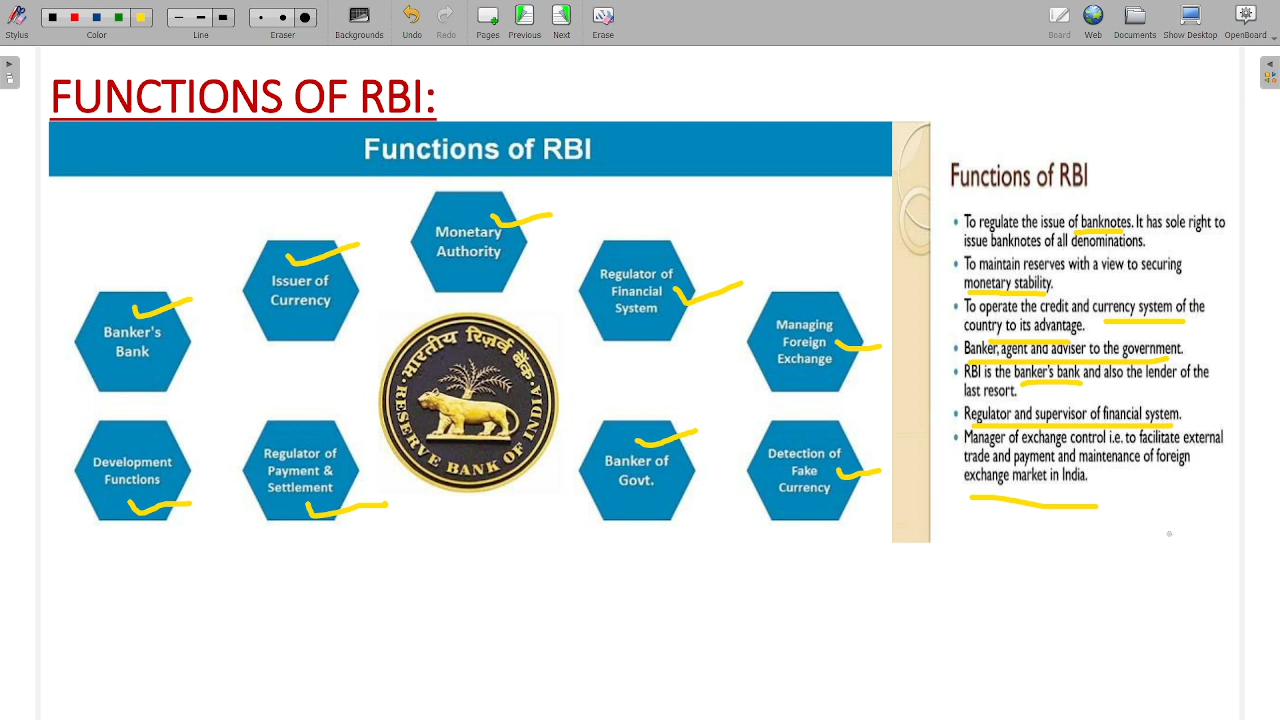 Stylus
Color
Line
Eraser
Backgrounds
Undo
Redo
Pages
Previous
Next
Erase
Board
Web
Documents
Show Desktop
OpenBoard
FUNCTIONS OF RBI:
Functions of RBI
Monetary
Authority
Issuer of
Currency
Regulator of
Financial
System
Banker's
Bank
Managing
Foreign
Exchange
भारतीय रिज़र्व बैंक
RESERVE BANK OF INDIA
Development
Functions
Regulator of
Payment &
Settlement
Banker of
Govt.
Detection of
Fake
Currency
Functions of RBI
• To regulate the issue of banknotes. It has sole right to
issue banknotes of all denominations.
• To maintain reserves with a view to securing
monetary stability.
• To operate the credit and currency system of the
country to its advantage.
• Banker, agent and adviser to the government.
• RBI is the banker's bank and also the lender of the
last resort.
• Regulator and supervisor of financial system.
• Manager of exchange control i.e. to facilitate external
trade and payment and maintenance of foreign
exchange market in India.